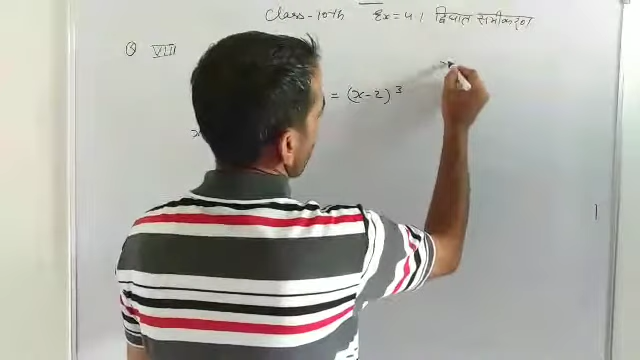 Class-10th Ex=4.1 द्विघात समीकरण
Q VIII
= (x-2)³
x